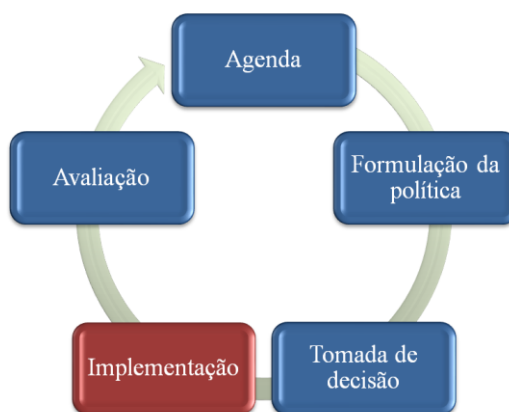 Agenda
Formulação da
política
Tomada de
decisão
Implementação
Avaliação